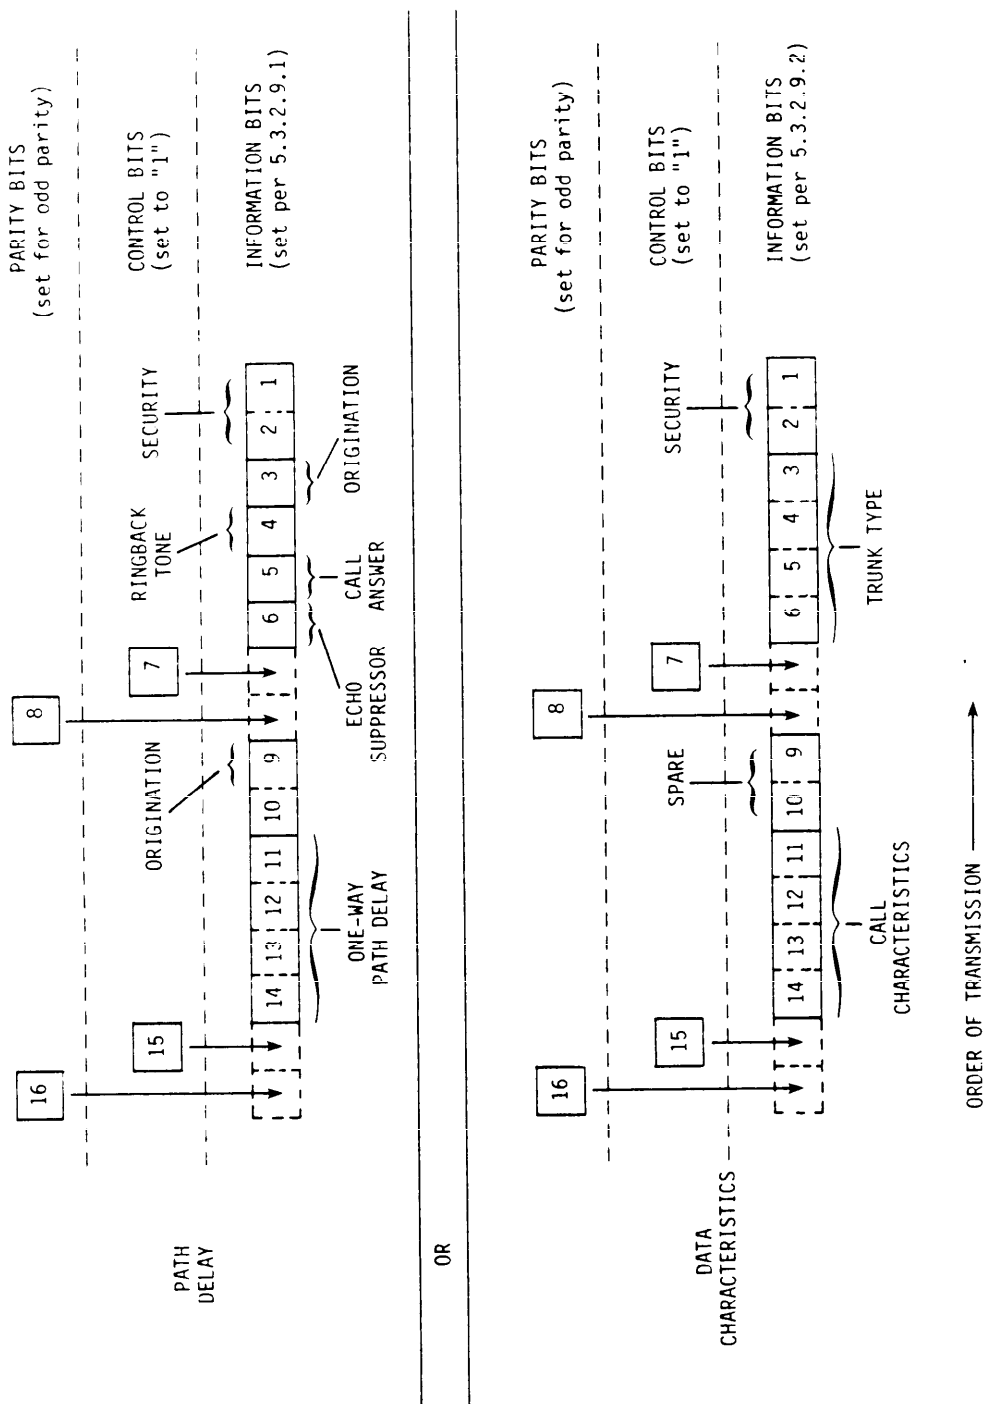 PARITY BITS
(set for odd parity)
CONTROL BITS
(set to "1")
INFORMATION BITS
(set per 5.3.2.9.1)
PATH
DELAY
16
15
8
7
ORIGINATION
RINGBACK
TONE
SECURITY
14
13
12
11
10
9
6
5
4
3
2
1
ONE-WAY
PATH DELAY
ECHO
SUPPRESSOR
CALL
ANSWER
ORIGINATION
OR
PARITY BITS
(set for odd parity)
CONTROL BITS
(set to "1")
INFORMATION BITS
(set per 5.3.2.9.2)
DATA
CHARACTERISTICS
16
15
8
7
SPARE
SECURITY
14
13
12
11
10
9
6
5
4
3
2
1
CALL
CHARACTERISTICS
TRUNK TYPE
ORDER OF TRANSMISSION